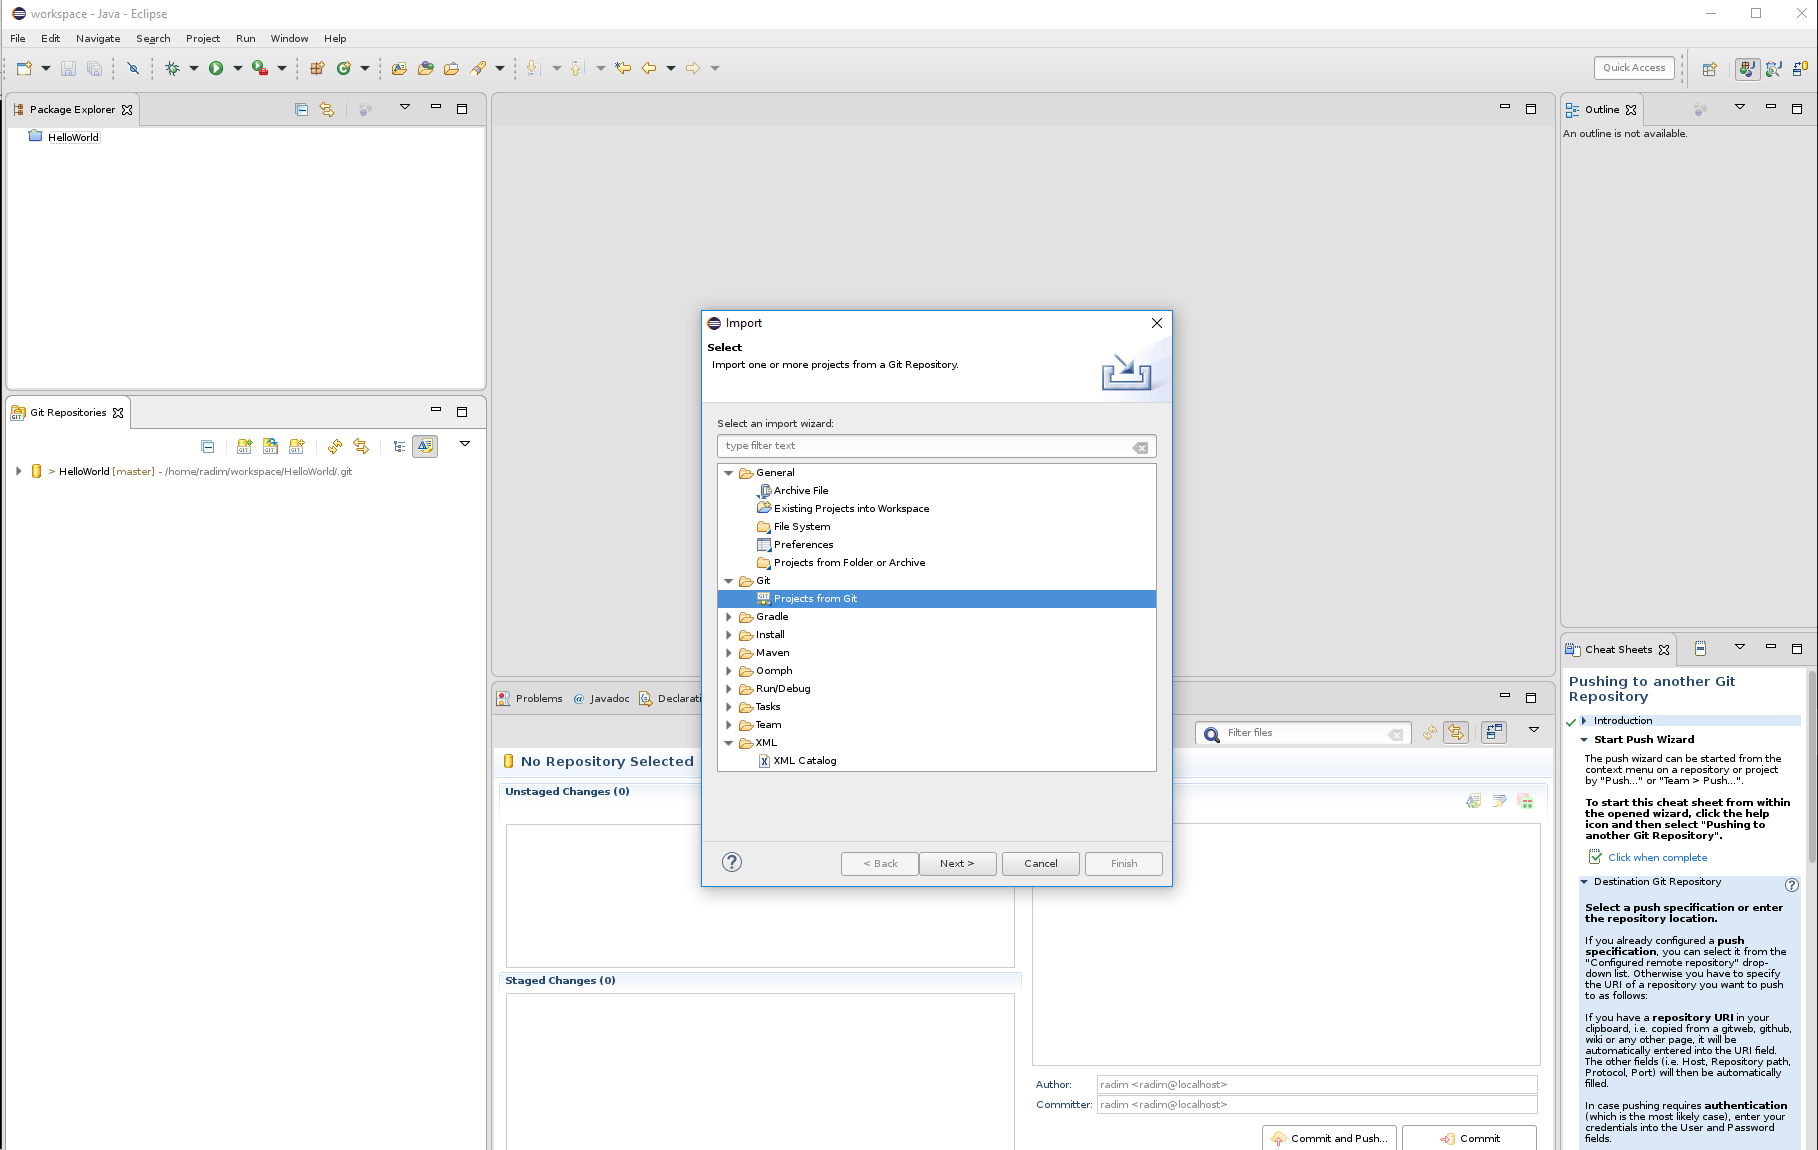 workspace - Java - Eclipse
File Edit Navigate Search Project Run Window Help
Quick Access
Package Explorer
HelloWorld
Outline
An outline is not available.
Git Repositories
> HelloWorld [master] - /home/radim/workspace/HelloWorld/.git
Import
Select
Import one or more projects from a Git Repository.
Select an import wizard:
type filter text
General
Archive File
Existing Projects into Workspace
File System
Preferences
Projects from Folder or Archive
Git
Projects from Git
Gradle
Install
Maven
Oomph
Run/Debug
Tasks
Team
XML
XML Catalog
< Back Next > Cancel Finish
Problems @ Javadoc Declarati
Filter files
No Repository Selected
Unstaged Changes (0)
Staged Changes (0)
Author: radim <radim@localhost>
Committer: radim <radim@localhost>
Commit and Push... Commit
Cheat Sheets
Pushing to another Git
Repository
Introduction
Start Push Wizard
The push wizard can be started from the
context menu on a repository or project
by "Push..." or "Team > Push...".
To start this cheat sheet from within
the opened wizard, click the help
icon and then select "Pushing to
another Git Repository".
Click when complete
Destination Git Repository
Select a push specification or enter
the repository location.
If you already configured a push
specification, you can select it from the
"Configured remote repository" drop-
down list. Otherwise you have to specify
the URI of a repository you want to push
to as follows:
If you have a repository URI in your
clipboard, i.e. copied from a gitweb, github,
wiki or any other page, it will be
automatically entered into the URI field.
The other fields (i.e. Host, Repository path,
Protocol, Port) will then be automatically
filled.
In case pushing requires authentication
(which is the most likely case), enter your
credentials into the User and Password
fields.